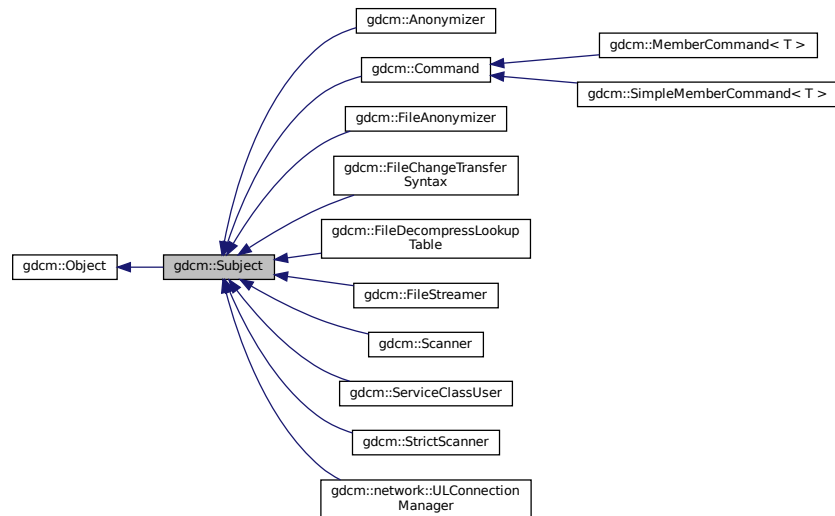 gdcm::Anonymizer
gdcm::MemberCommand< T >
gdcm::Command
gdcm::SimpleMemberCommand< T >
gdcm::FileAnonymizer
gdcm::FileChangeTransfer
Syntax
gdcm::FileDecompressLookup
Table
gdcm::Object
gdcm::Subject
gdcm::FileStreamer
gdcm::Scanner
gdcm::ServiceClassUser
gdcm::StrictScanner
gdcm::network::ULConnection
Manager